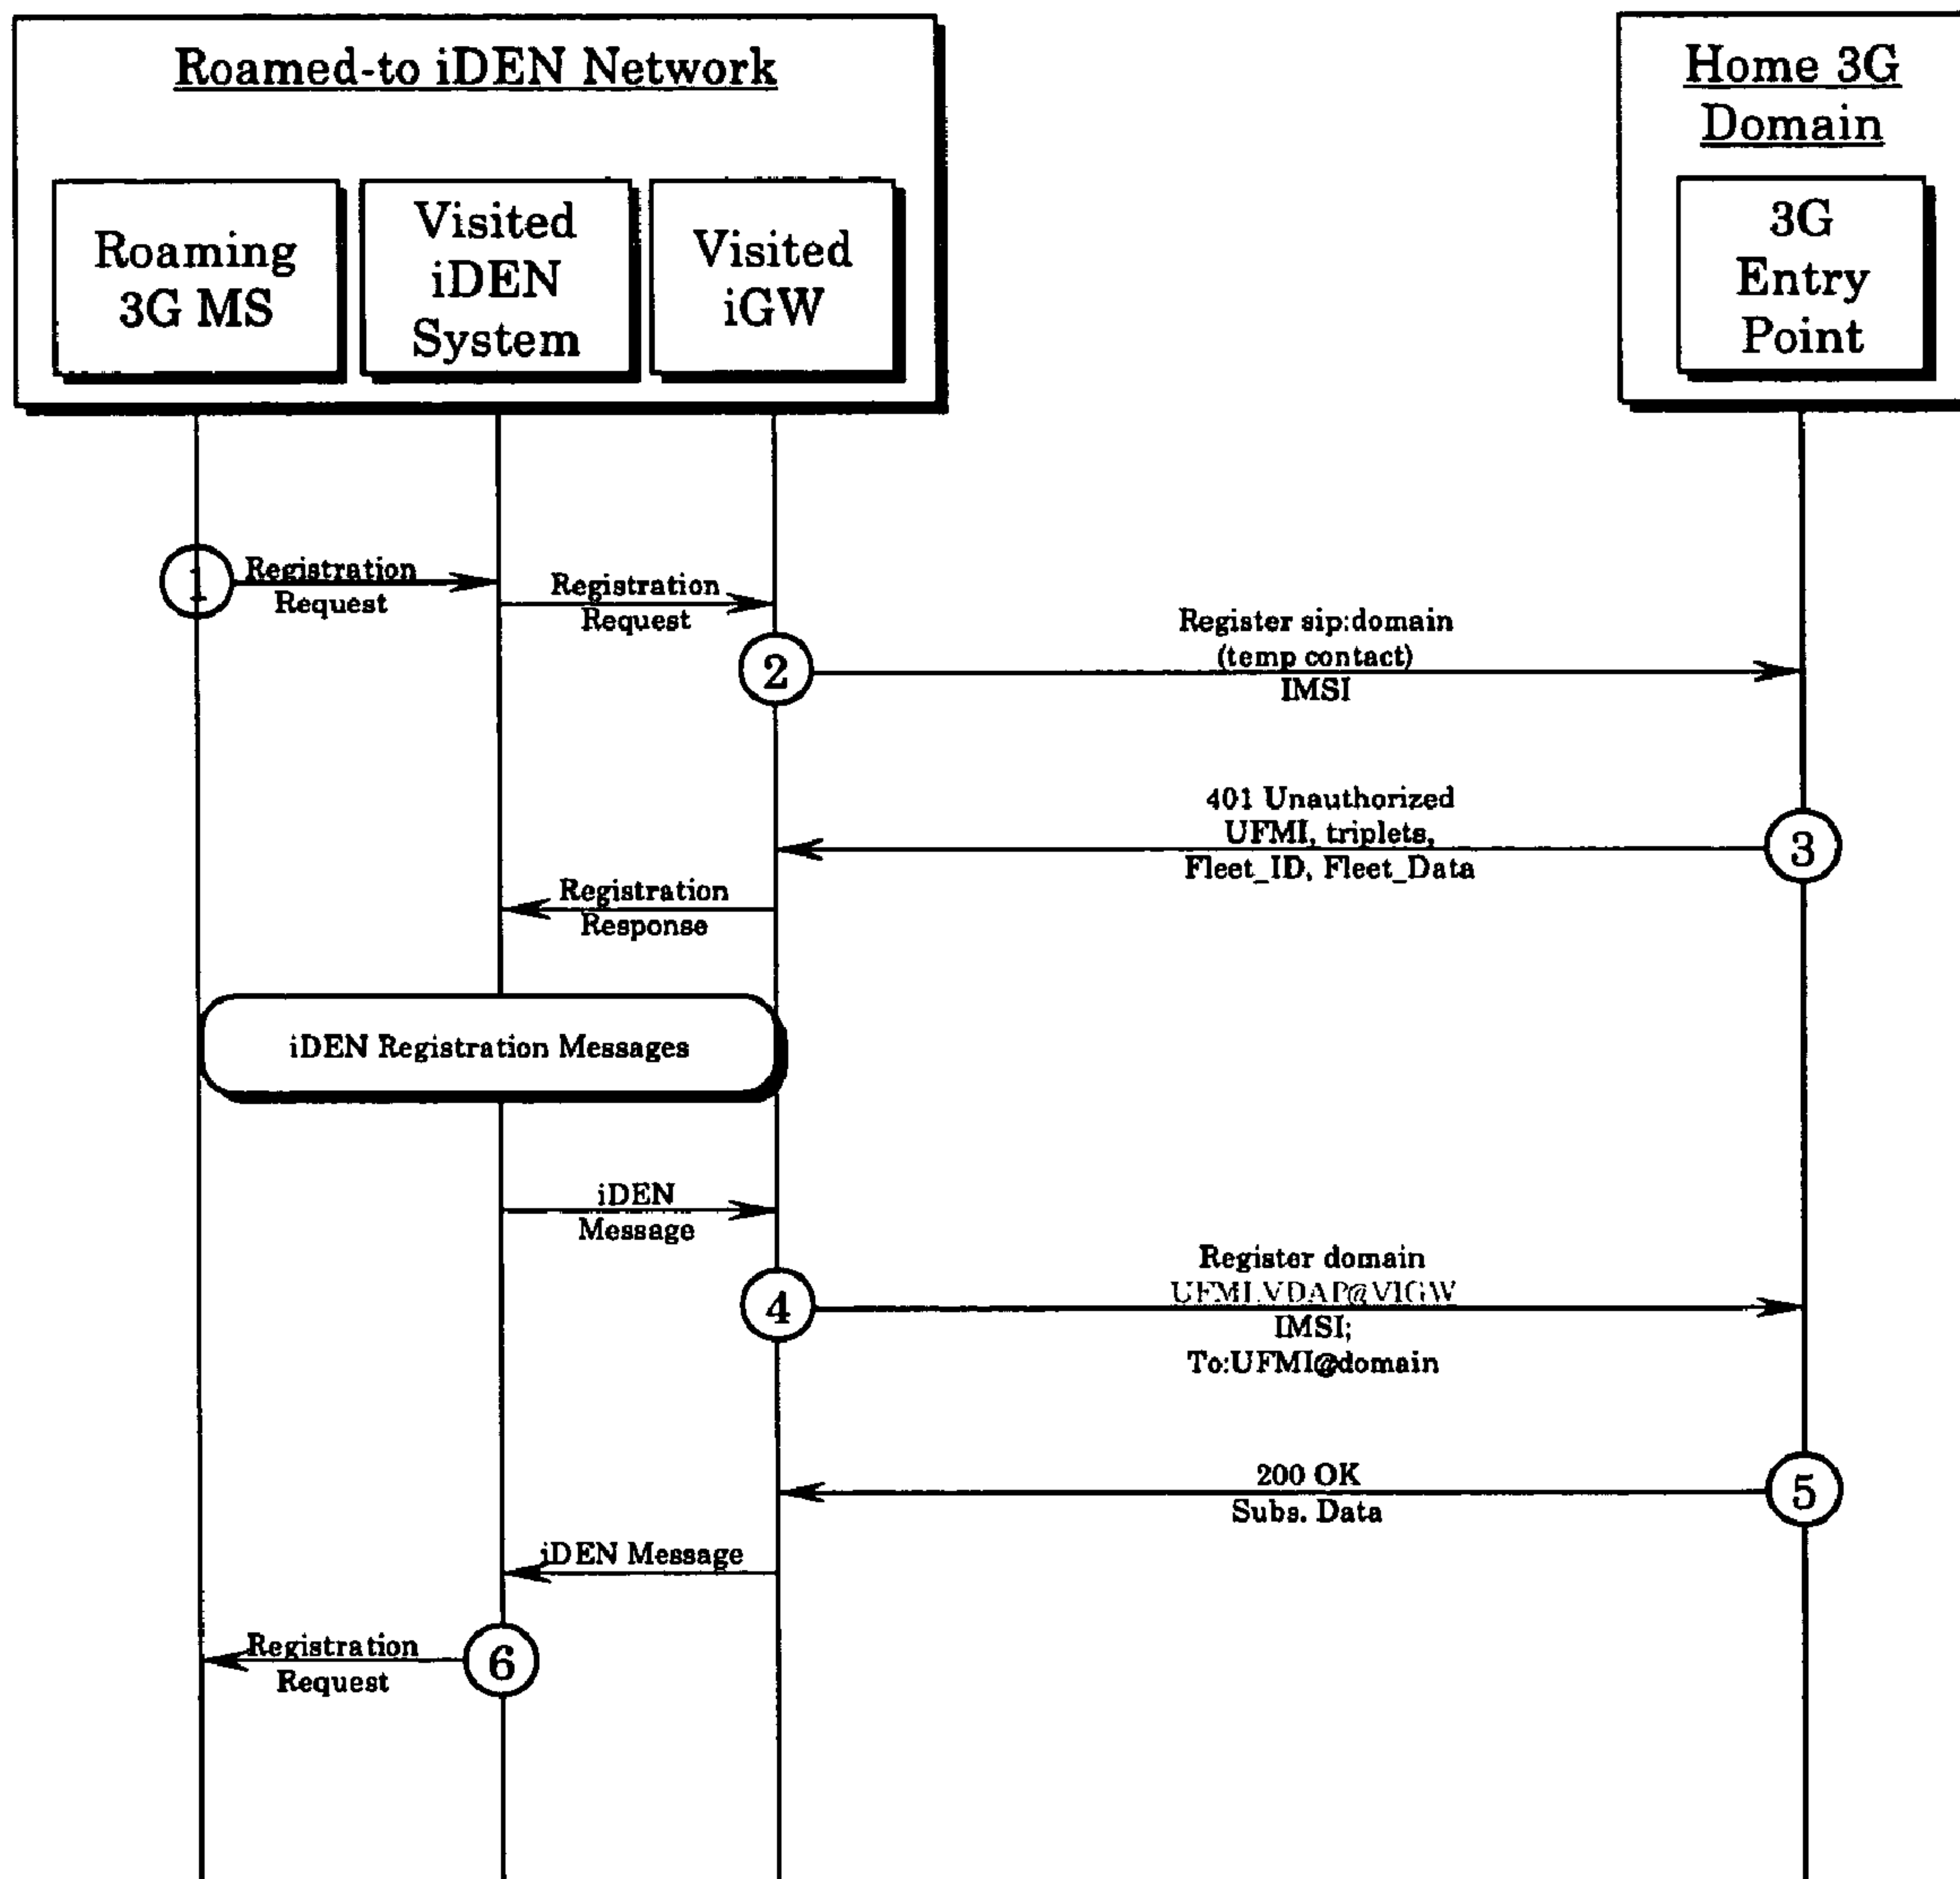 Roamed-to iDEN Network
Home 3G
Domain
Roaming
3G MS
Visited
iDEN
System
Visited
iGW
3G
Entry
Point
1
Registration
Request
Registration
Request
2
Register sip:domain
(temp contact)
IMSI
401 Unauthorized
UFMI, triplets,
Fleet_ID, Fleet_Data
3
Registration
Response
iDEN Registration Messages
iDEN
Message
4
Register domain
UFMI.VDAP@VIGW
IMSI;
To:UFMI@domain
200 OK
Subs. Data
5
iDEN Message
Registration
Request
6